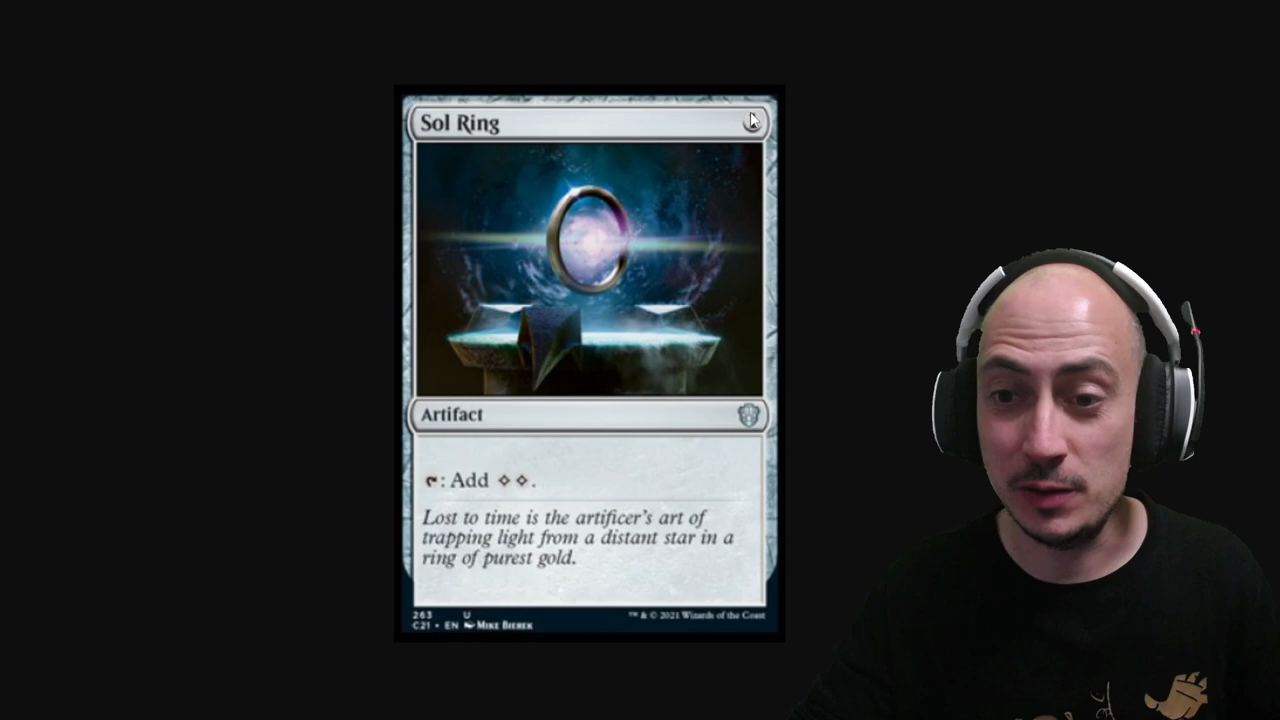 Sol Ring
Artifact
: Add .
Lost to time is the artificer's art of
trapping light from a distant star in a
ring of purest gold.
263 U
C21 • EN Mike Bierek
™ & © 2021 Wizards of the Coast